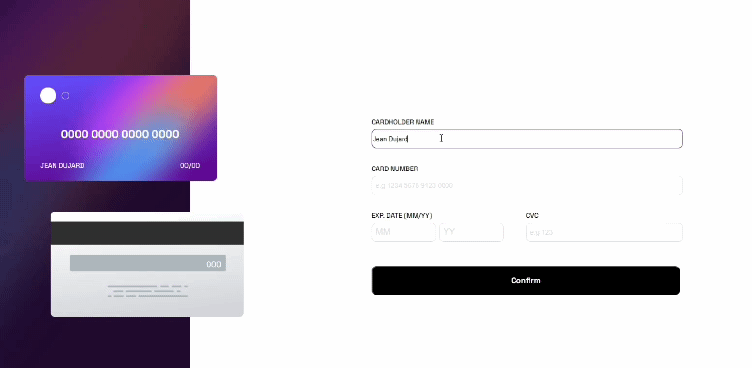 0000 0000 0000 0000
JEAN DUJARD
00/00
000
CARDHOLDER NAME
Jean Dujard
CARD NUMBER
e.g 1234 5678 9123 0000
EXP. DATE (MM/YY)
CVC
MM
YY
e.g 123
Confirm